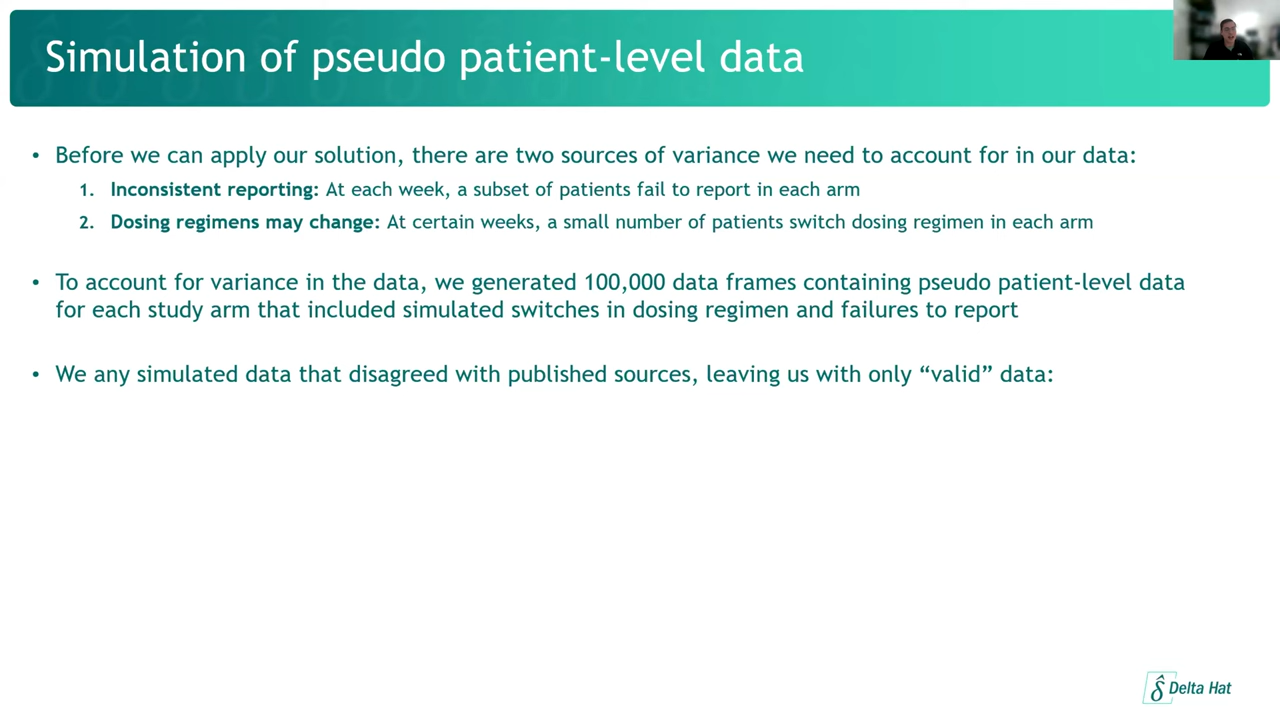 Simulation of pseudo patient-level data
• Before we can apply our solution, there are two sources of variance we need to account for in our data:
1. Inconsistent reporting: At each week, a subset of patients fail to report in each arm
2. Dosing regimens may change: At certain weeks, a small number of patients switch dosing regimen in each arm
• To account for variance in the data, we generated 100,000 data frames containing pseudo patient-level data
for each study arm that included simulated switches in dosing regimen and failures to report
• We any simulated data that disagreed with published sources, leaving us with only “valid” data:
δ̂ Delta Hat